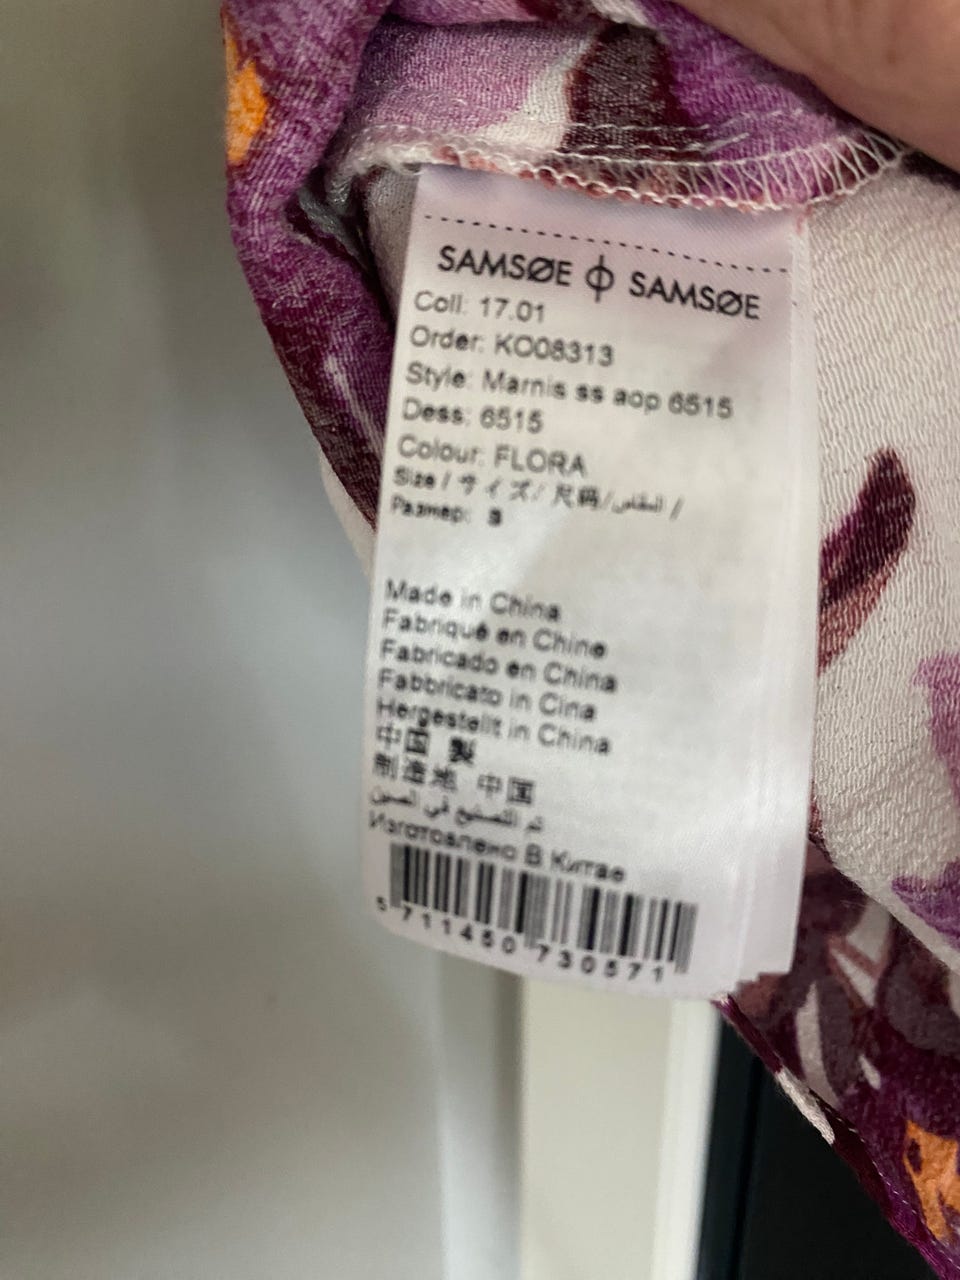 SAMSØE ϕ SAMSØE
Coll: 17.01
Order: KO08313
Style: Marnis ss aop 6515
Dess: 6515
Colour: FLORA
Size / サイズ/ 尺码/المقاس /
Размер:
Made in China
Fabriqué en Chine
Fabricado en China
Fabbricato in Cina
Hergestellt in China
中国 製
制造地 中国
تم التصنيع في الصين
Изготовлено В Китае
5 711450 730571